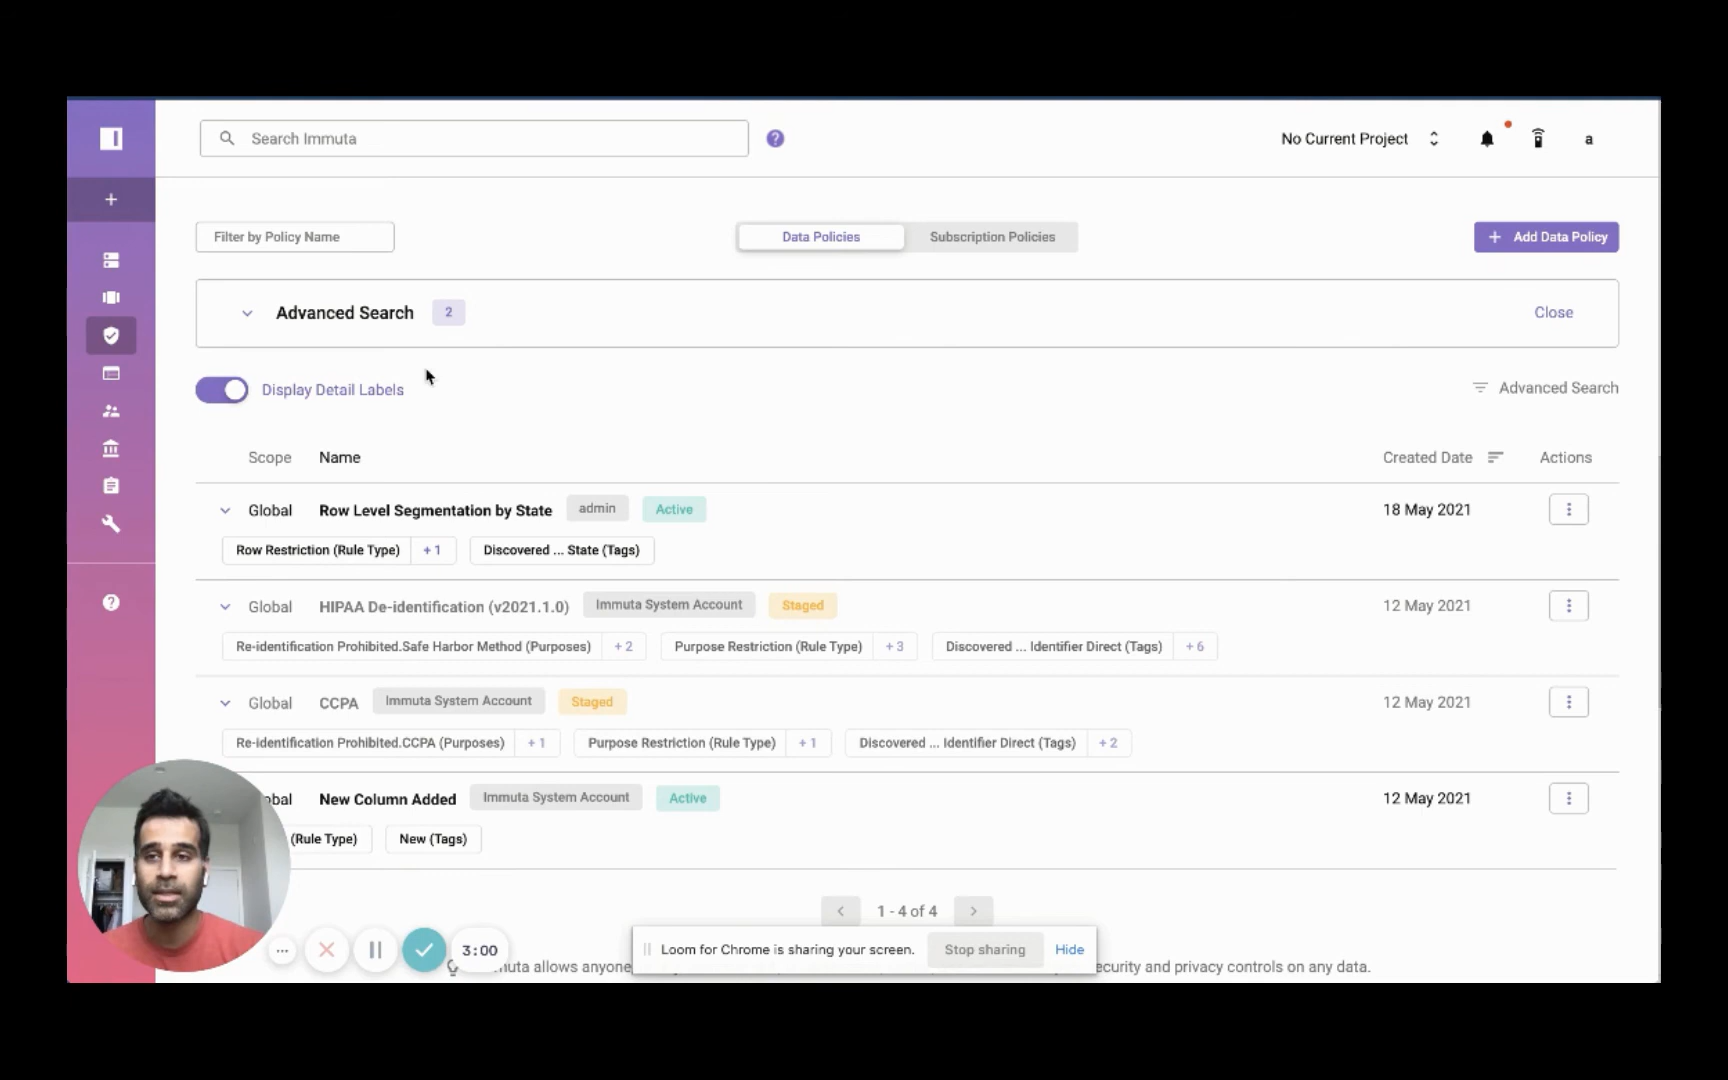 Search Immuta
?
No Current Project
a
+
Filter by Policy Name
Data Policies
Subscription Policies
+ Add Data Policy
Advanced Search 2
Close
Display Detail Labels
Advanced Search
Scope Name Created Date Actions
Global Row Level Segmentation by State admin Active 18 May 2021
Row Restriction (Rule Type) + 1 Discovered ... State (Tags)
Global HIPAA De-identification (v2021.1.0) Immuta System Account Staged 12 May 2021
Re-identification Prohibited.Safe Harbor Method (Purposes) + 2 Purpose Restriction (Rule Type) + 3 Discovered ... Identifier Direct (Tags) + 6
Global CCPA Immuta System Account Staged 12 May 2021
Re-identification Prohibited.CCPA (Purposes) + 1 Purpose Restriction (Rule Type) + 1 Discovered ... Identifier Direct (Tags) + 2
bal New Column Added Immuta System Account Active 12 May 2021
(Rule Type) New (Tags)
1 - 4 of 4
3:00
Loom for Chrome is sharing your screen. Stop sharing Hide
muta allows anyone ecurity and privacy controls on any data.
?